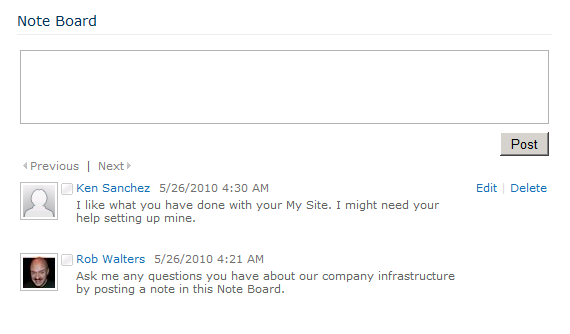 Note Board
Post
Previous | Next
Ken Sanchez 5/26/2010 4:30 AM Edit | Delete
I like what you have done with your My Site. I might need your
help setting up mine.
Rob Walters 5/26/2010 4:21 AM
Ask me any questions you have about our company infrastructure
by posting a note in this Note Board.